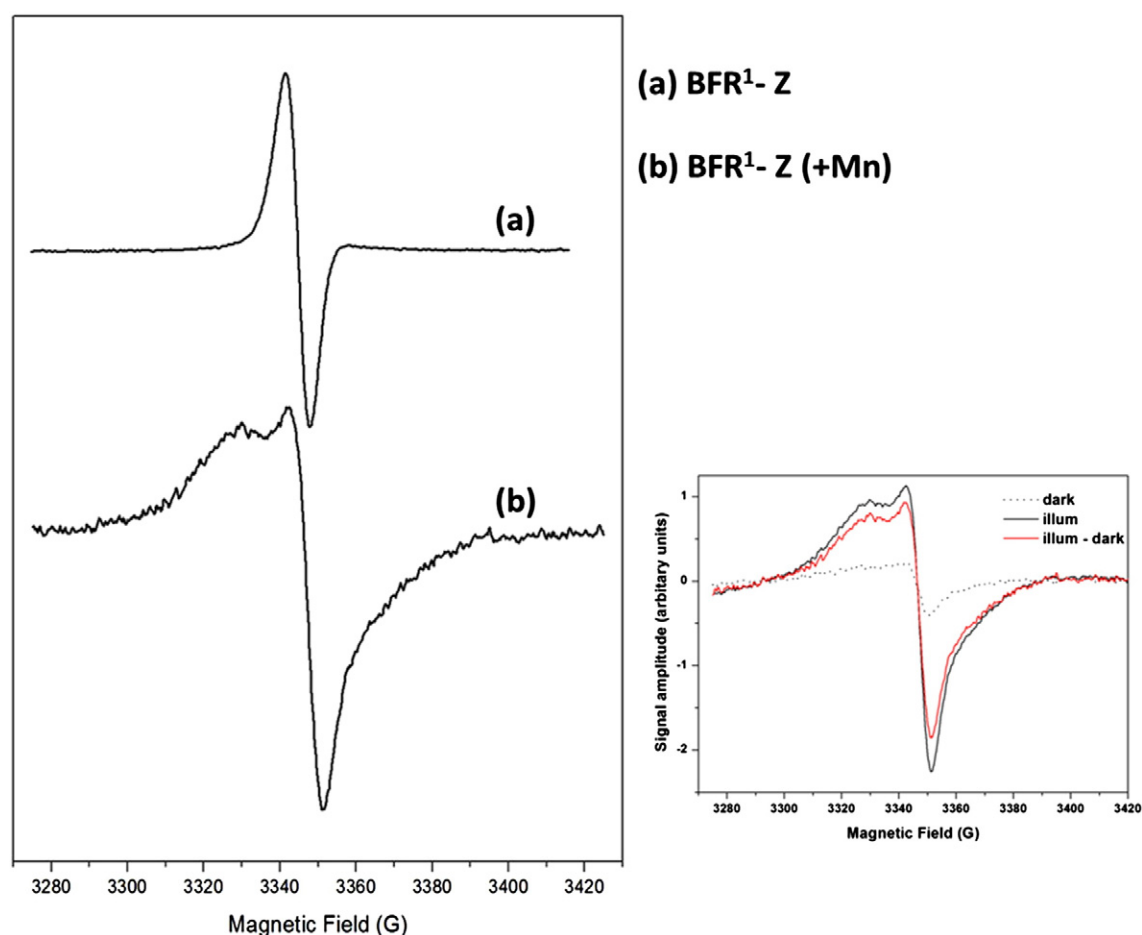 (a) BFR¹- Z
(b) BFR¹- Z (+Mn)
(a)
(b)
3280 3300 3320 3340 3360 3380 3400 3420
Magnetic Field (G)
dark
illum
illum - dark
1
0
-1
-2
Signal amplitude (arbitary units)
3280 3300 3320 3340 3360 3380 3400 3420
Magnetic Field (G)